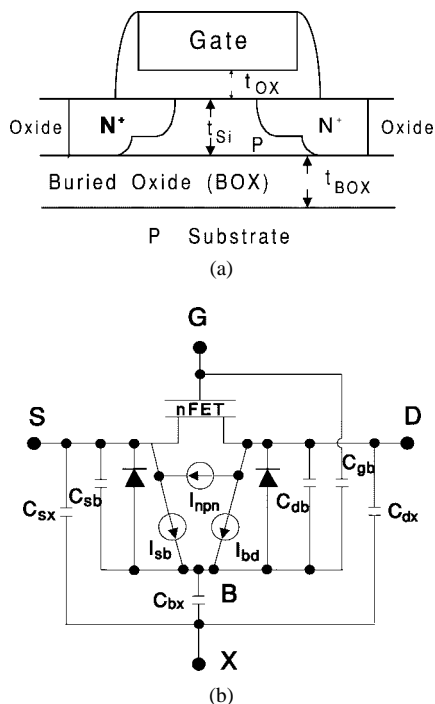 Gate
t_OX
Oxide N⁺ t_Si P N⁺ Oxide
Buried Oxide (BOX) t_BOX
P Substrate
(a)
G
S nFET D
C_sx C_sb I_npn C_db C_gb C_dx
I_sb I_bd
C_bx B
X
(b)